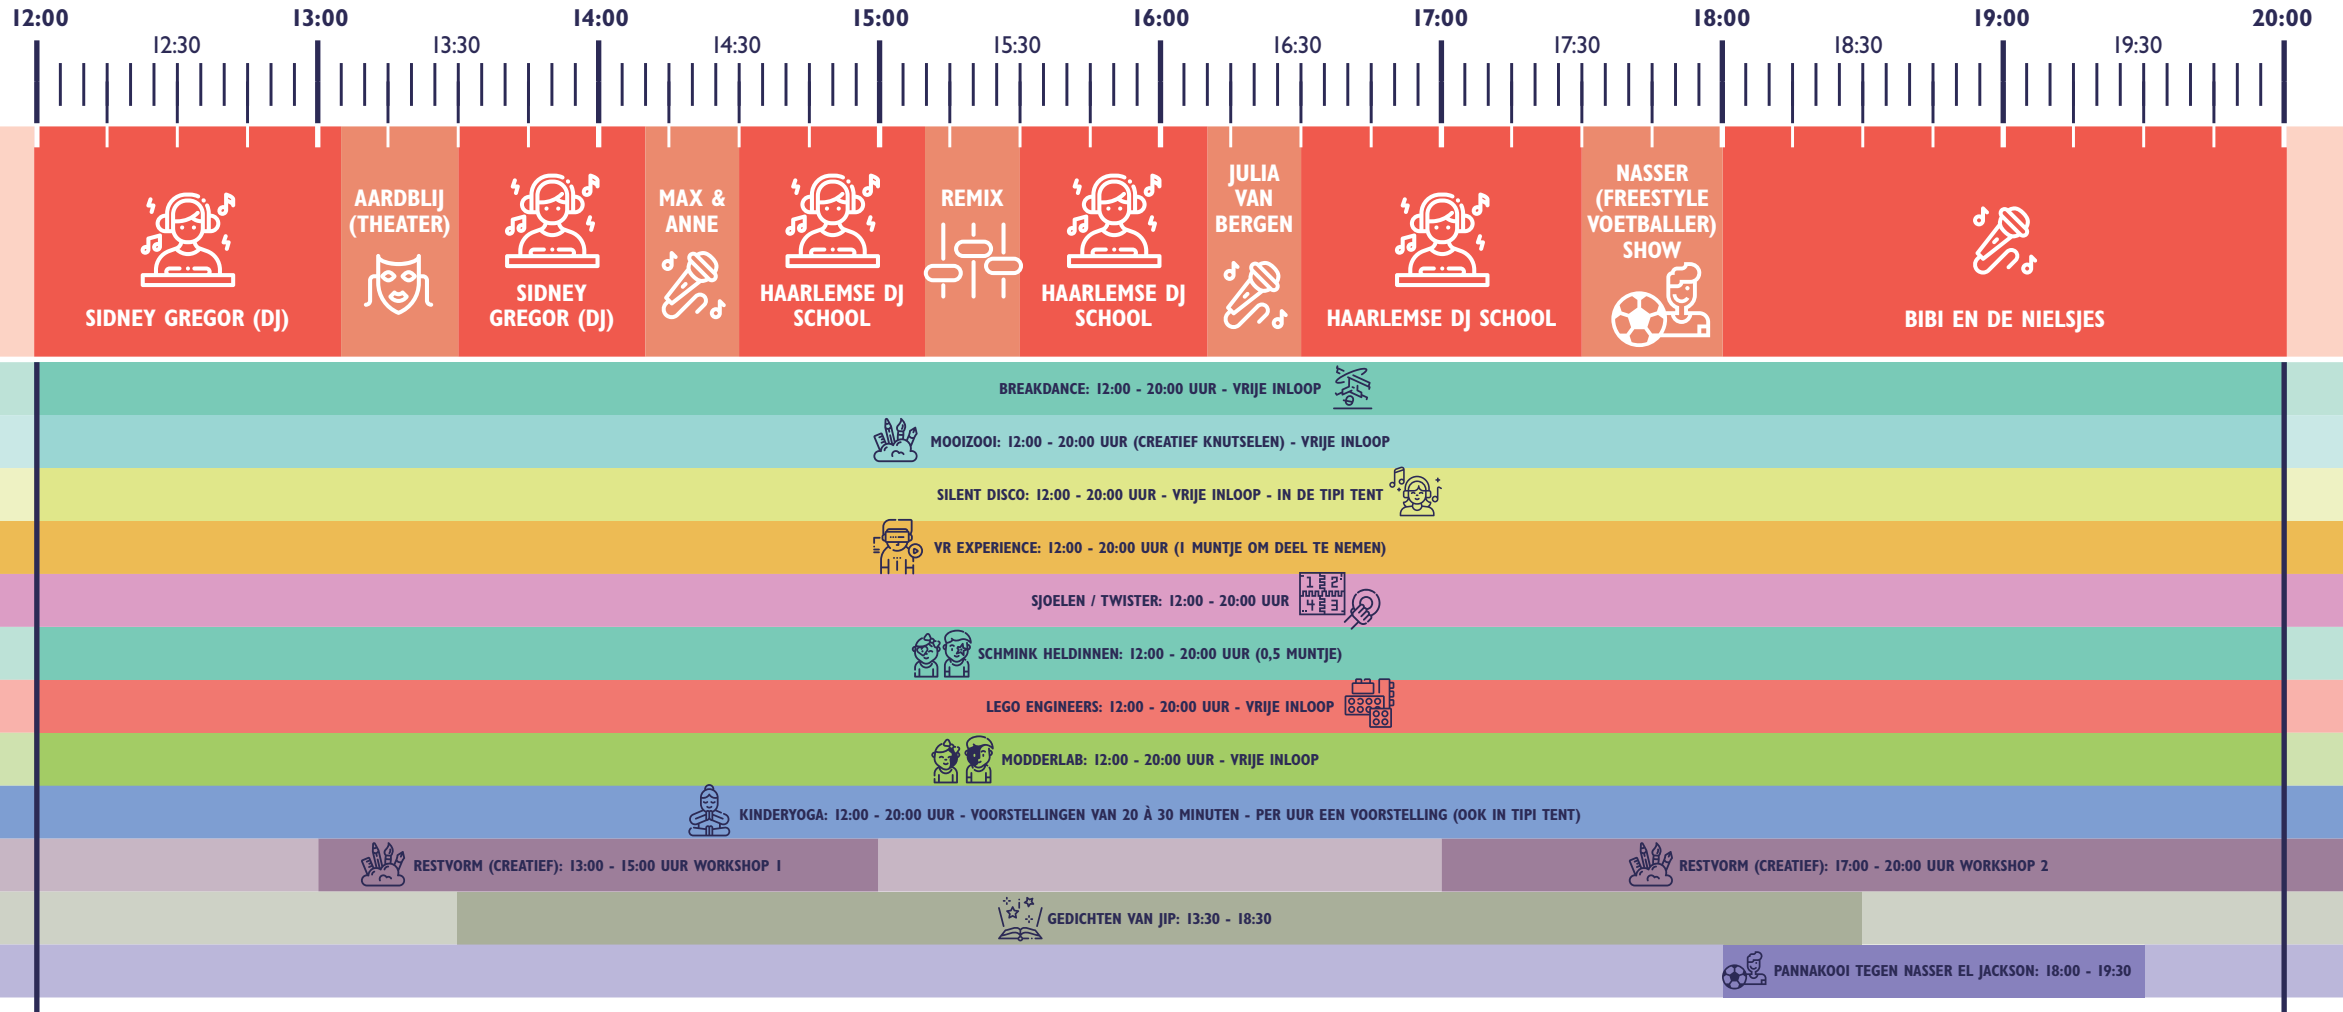 12:00 13:00 14:00 15:00 16:00 17:00 18:00 19:00 20:00
12:30 13:30 14:30 15:30 16:30 17:30 18:30 19:30
SIDNEY GREGOR (DJ)
AARDBLIJ
(THEATER)
SIDNEY
GREGOR (DJ)
MAX &
ANNE
HAARLEMSE DJ
SCHOOL
REMIX
HAARLEMSE DJ
SCHOOL
JULIA
VAN
BERGEN
HAARLEMSE DJ SCHOOL
NASSER
(FREESTYLE
VOETBALLER)
SHOW
BIBI EN DE NIELSJES
BREAKDANCE: 12:00 - 20:00 UUR - VRIJE INLOOP
MOOIZOOI: 12:00 - 20:00 UUR (CREATIEF KNUTSELEN) - VRIJE INLOOP
SILENT DISCO: 12:00 - 20:00 UUR - VRIJE INLOOP - IN DE TIPI TENT
VR EXPERIENCE: 12:00 - 20:00 UUR (1 MUNTJE OM DEEL TE NEMEN)
SJOELEN / TWISTER: 12:00 - 20:00 UUR
1 2
4 3
SCHMINK HELDINNEN: 12:00 - 20:00 UUR (0,5 MUNTJE)
LEGO ENGINEERS: 12:00 - 20:00 UUR - VRIJE INLOOP
MODDERLAB: 12:00 - 20:00 UUR - VRIJE INLOOP
KINDERYOGA: 12:00 - 20:00 UUR - VOORSTELLINGEN VAN 20 À 30 MINUTEN - PER UUR EEN VOORSTELLING (OOK IN TIPI TENT)
RESTVORM (CREATIEF): 13:00 - 15:00 UUR WORKSHOP 1
RESTVORM (CREATIEF): 17:00 - 20:00 UUR WORKSHOP 2
GEDICHTEN VAN JIP: 13:30 - 18:30
PANNAKOOI TEGEN NASSER EL JACKSON: 18:00 - 19:30